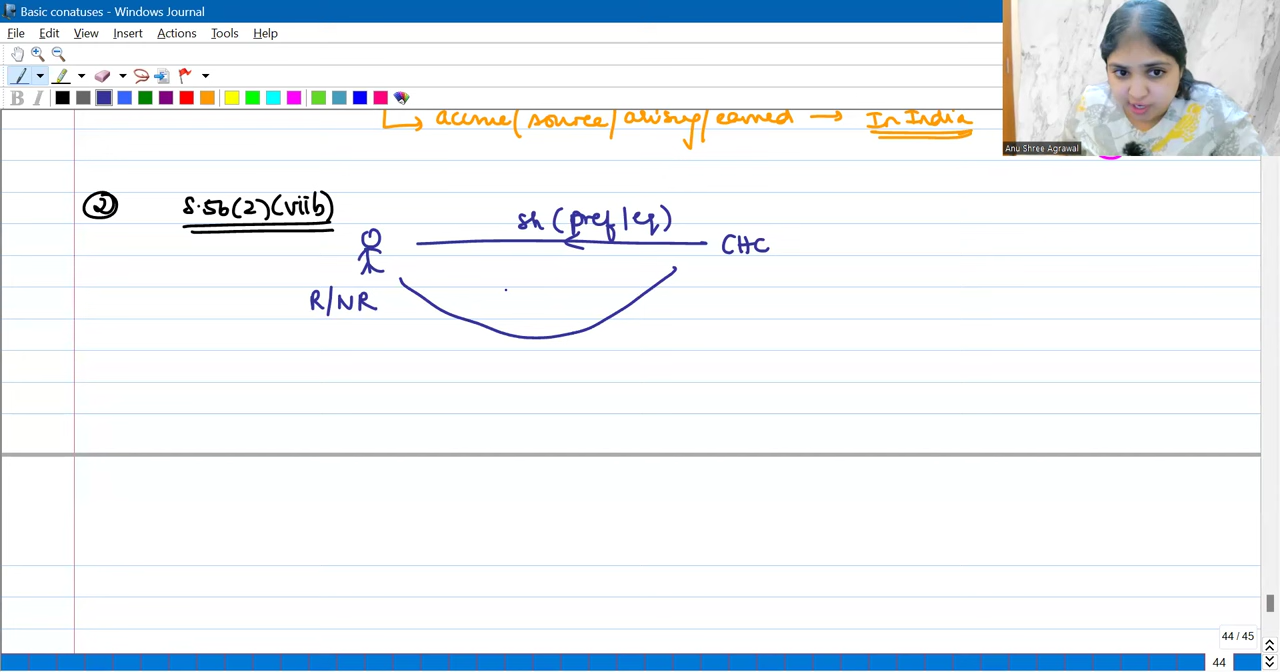 Basic conatuses - Windows Journal
File Edit View Insert Actions Tools Help
B I
accrue/source/arising/earned → In India
Anu Shree Agrawal
② S.56(2)(viib)
sh (pref/eq)
CHC
R/NR
44 / 45
44